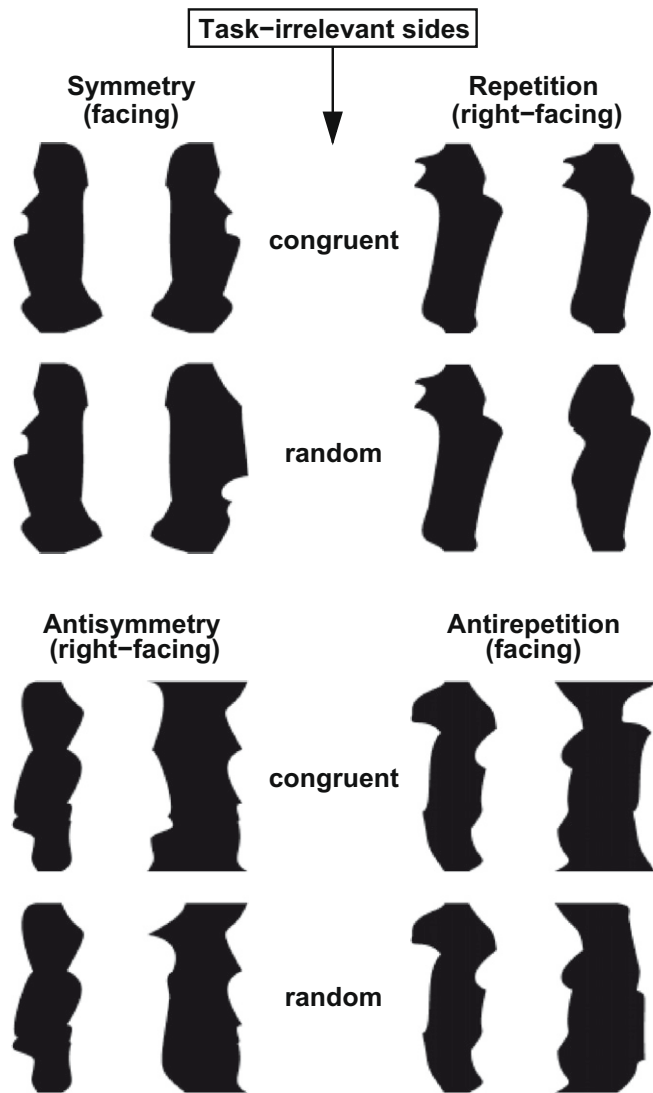 Task−irrelevant sides
Symmetry
(facing)
Repetition
(right−facing)
congruent
random
Antisymmetry
(right−facing)
Antirepetition
(facing)
congruent
random